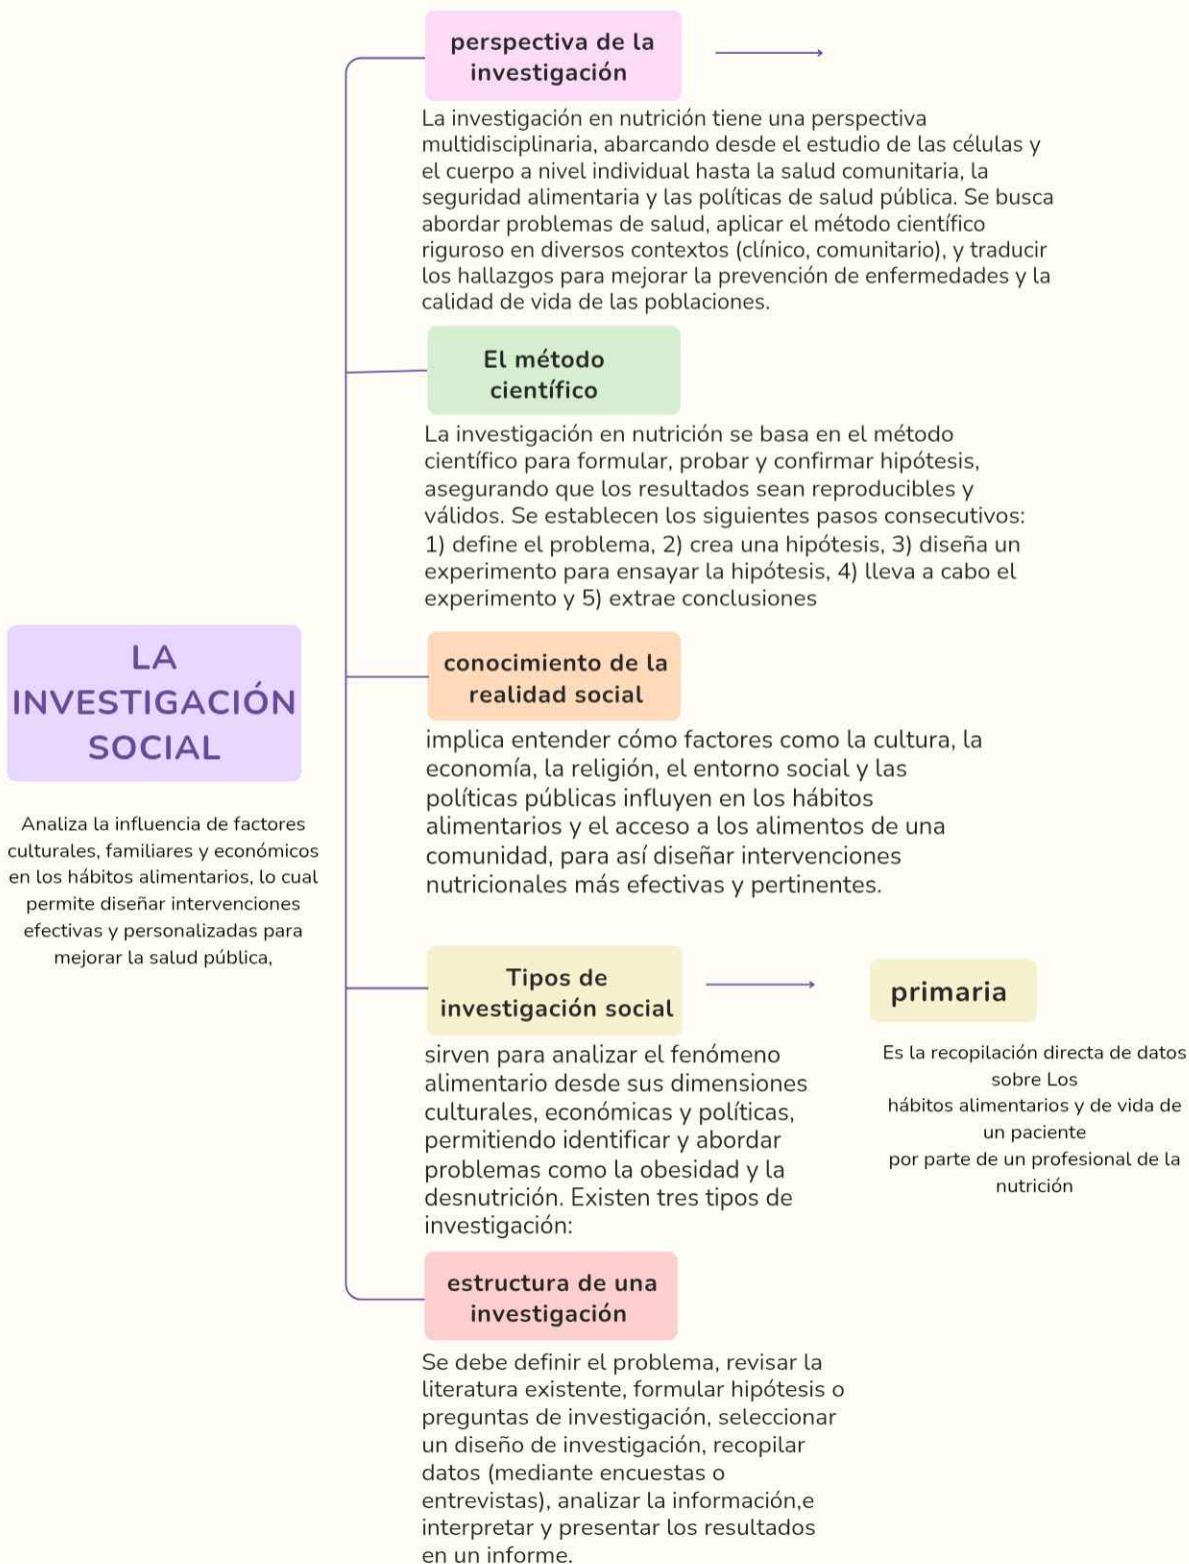 perspectiva de la
investigación
La investigación en nutrición tiene una perspectiva
multidisciplinaria, abarcando desde el estudio de las células y
el cuerpo a nivel individual hasta la salud comunitaria, la
seguridad alimentaria y las políticas de salud pública. Se busca
abordar problemas de salud, aplicar el método científico
riguroso en diversos contextos (clínico, comunitario), y traducir
los hallazgos para mejorar la prevención de enfermedades y la
calidad de vida de las poblaciones.
El método
científico
La investigación en nutrición se basa en el método
científico para formular, probar y confirmar hipótesis,
asegurando que los resultados sean reproducibles y
válidos. Se establecen los siguientes pasos consecutivos:
1) define el problema, 2) crea una hipótesis, 3) diseña un
experimento para ensayar la hipótesis, 4) lleva a cabo el
experimento y 5) extrae conclusiones
LA
INVESTIGACIÓN
SOCIAL
Analiza la influencia de factores
culturales, familiares y económicos
en los hábitos alimentarios, lo cual
permite diseñar intervenciones
efectivas y personalizadas para
mejorar la salud pública,
conocimiento de la
realidad social
implica entender cómo factores como la cultura, la
economía, la religión, el entorno social y las
políticas públicas influyen en los hábitos
alimentarios y el acceso a los alimentos de una
comunidad, para así diseñar intervenciones
nutricionales más efectivas y pertinentes.
Tipos de
investigación social
sirven para analizar el fenómeno
alimentario desde sus dimensiones
culturales, económicas y políticas,
permitiendo identificar y abordar
problemas como la obesidad y la
desnutrición. Existen tres tipos de
investigación:
primaria
Es la recopilación directa de datos
sobre Los
hábitos alimentarios y de vida de
un paciente
por parte de un profesional de la
nutrición
estructura de una
investigación
Se debe definir el problema, revisar la
literatura existente, formular hipótesis o
preguntas de investigación, seleccionar
un diseño de investigación, recopilar
datos (mediante encuestas o
entrevistas), analizar la información,e
interpretar y presentar los resultados
en un informe.